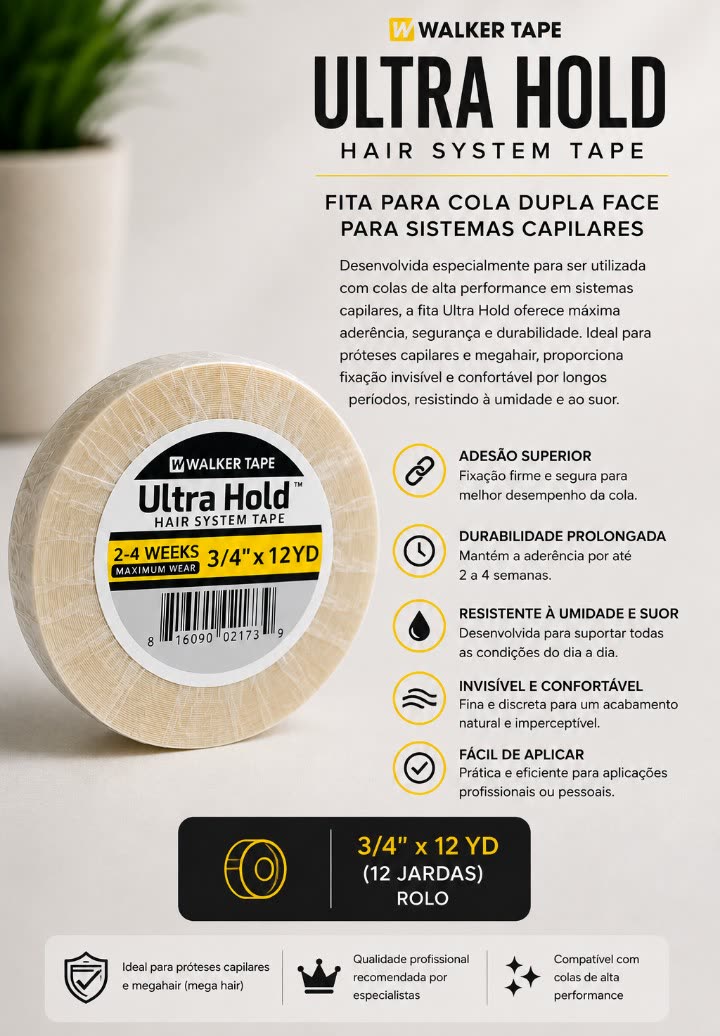 WALKER TAPE
ULTRA HOLD
HAIR SYSTEM TAPE
FITA PARA COLA DUPLA FACE
PARA SISTEMAS CAPILARES
Desenvolvida especialmente para ser utilizada
com colas de alta performance em sistemas
capilares, a fita Ultra Hold oferece máxima
aderência, segurança e durabilidade. Ideal para
próteses capilares e megahair, proporciona
fixação invisível e confortável por longos
períodos, resistindo à umidade e ao suor.
WALKER TAPE
Ultra Hold™
HAIR SYSTEM TAPE
2-4 WEEKS
MAXIMUM WEAR
3/4" x 12YD
8 16090 02173 9
ADESÃO SUPERIOR
Fixação firme e segura para
melhor desempenho da cola.
DURABILIDADE PROLONGADA
Mantém a aderência por até
2 a 4 semanas.
RESISTENTE À UMIDADE E SUOR
Desenvolvida para suportar todas
as condições do dia a dia.
INVISÍVEL E CONFORTÁVEL
Fina e discreta para um acabamento
natural e imperceptível.
FÁCIL DE APLICAR
Prática e eficiente para aplicações
profissionais ou pessoais.
3/4" x 12 YD
(12 JARDAS)
ROLO
Ideal para próteses capilares
e megahair (mega hair)
Qualidade profissional
recomendada por
especialistas
Compatível com
colas de alta
performance